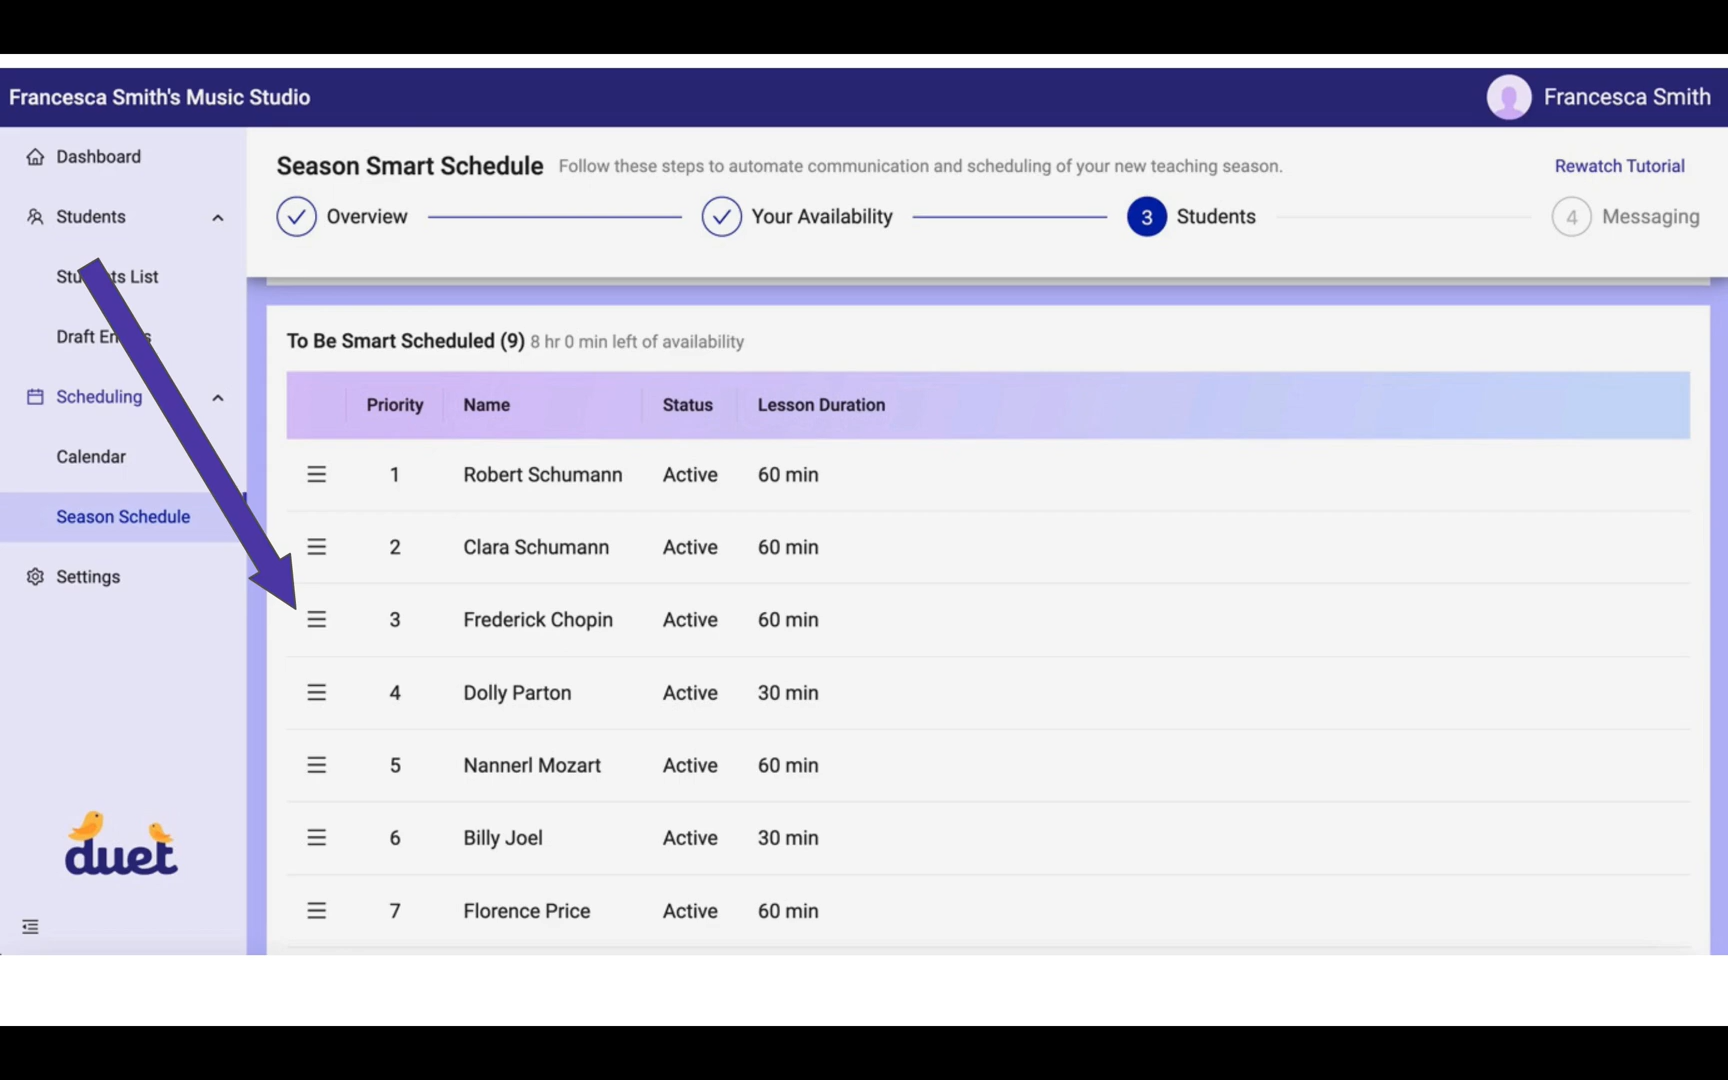 Francesca Smith's Music Studio
Francesca Smith
Dashboard
Students
Students List
Draft
Scheduling
Calendar
Season Schedule
Settings
duet
Season Smart Schedule Follow these steps to automate communication and scheduling of your new teaching season.
Rewatch Tutorial
Overview
Your Availability
3 Students
4 Messaging
To Be Smart Scheduled (9) 8 hr 0 min left of availability
Priority Name Status Lesson Duration
1 Robert Schumann Active 60 min
2 Clara Schumann Active 60 min
3 Frederick Chopin Active 60 min
4 Dolly Parton Active 30 min
5 Nannerl Mozart Active 60 min
6 Billy Joel Active 30 min
7 Florence Price Active 60 min